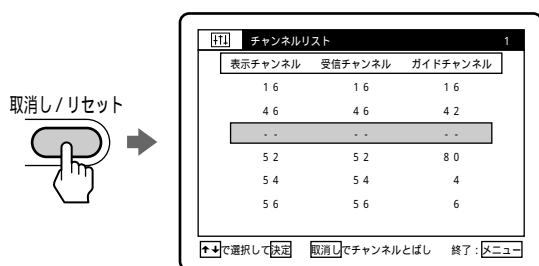 取消し / リセット
チャンネルリスト 1
表示チャンネル 受信チャンネル ガイドチャンネル
16 16 16
46 46 42
-- -- --
52 52 80
54 54 4
56 56 6
↑↓で選択して決定 取消しでチャンネルとばし 終了:メニュー